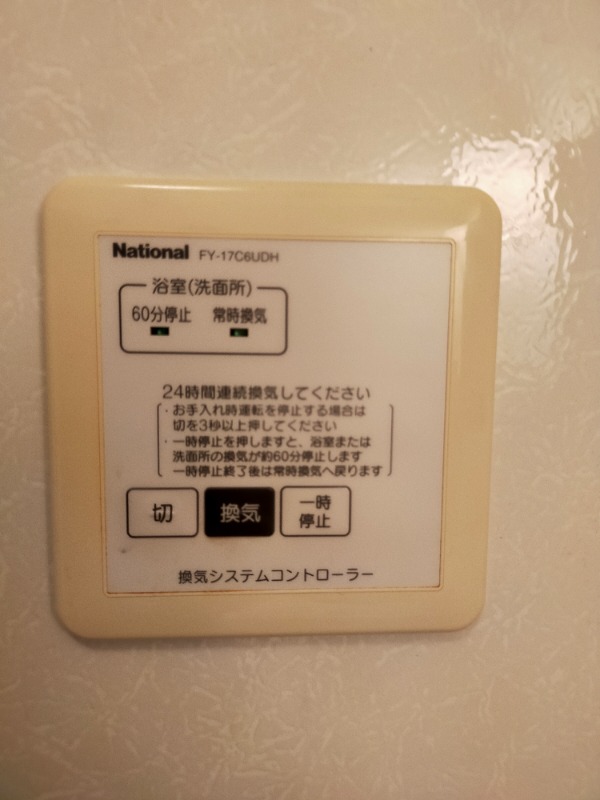 National FY-17C6UDH
浴室(洗面所)
60分停止 常時換気
24時間連続換気してください
・お手入れ時運転を停止する場合は
切を3秒以上押してください
・一時停止を押しますと、浴室または
洗面所の換気が約60分停止します
一時停止終了後は常時換気へ戻ります
切 換気 一時
停止
換気システムコントローラー